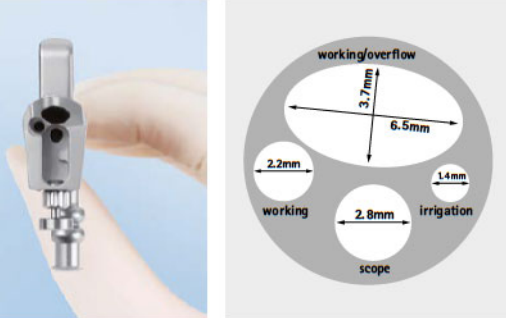 working/overflow
3.7mm
6.5mm
2.2mm
1.4mm
working
2.8mm
irrigation
scope